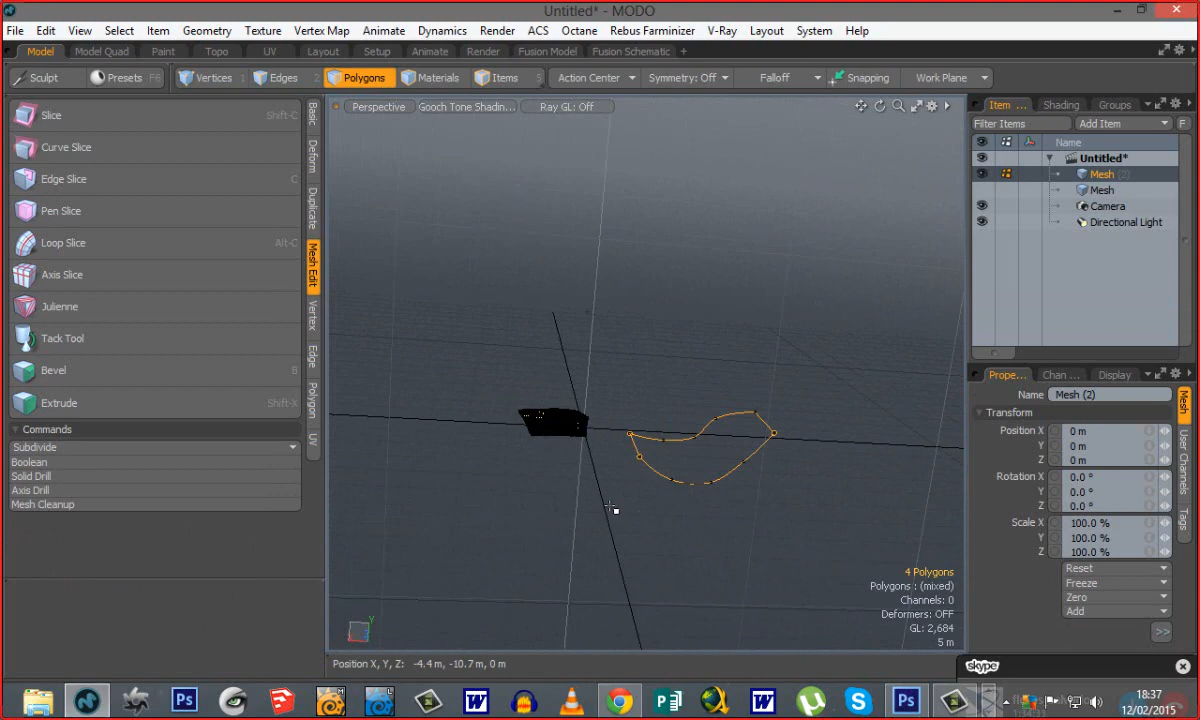 Untitled* - MODO
File Edit View Select Item Geometry Texture Vertex Map Animate Dynamics Render ACS Octane Rebus Farminizer V-Ray Layout System Help
Model Model Quad Paint Topo UV Layout Setup Animate Render Fusion Model Fusion Schematic +
Sculpt Presets F6 Vertices 1 Edges 2 Polygons Materials Items 5 Action Center Symmetry: Off Falloff Snapping Work Plane
Slice Shift-C
Curve Slice
Edge Slice C
Pen Slice
Loop Slice Alt-C
Axis Slice
Julienne
Tack Tool
Bevel B
Extrude Shift-X
Commands
Subdivide
Boolean
Solid Drill
Axis Drill
Mesh Cleanup
Basic
Deform
Duplicate
Mesh Edit
Vertex
Edge
Polygon
UV
Perspective Gooch Tone Shadin... Ray GL: Off
4 Polygons
Polygons : (mixed)
Channels: 0
Deformers: OFF
GL: 2,684
5 m
Y
Position X, Y, Z: -4.4 m, -10.7 m, 0 m
Item ... Shading Groups
Filter Items Add Item F
Name
Untitled*
Mesh (2)
Mesh
Camera
Directional Light
Prope... Chan ... Display
Name Mesh (2)
Transform
Position X 0 m
Y 0 m
Z 0 m
Rotation X 0.0 °
Y 0.0 °
Z 0.0 °
Scale X 100.0 %
Y 100.0 %
Z 100.0 %
Reset
Freeze
Zero
Add
>>
Mesh
User Channels
Tags
skype
Ps W W Ps
18:37
12/02/2015